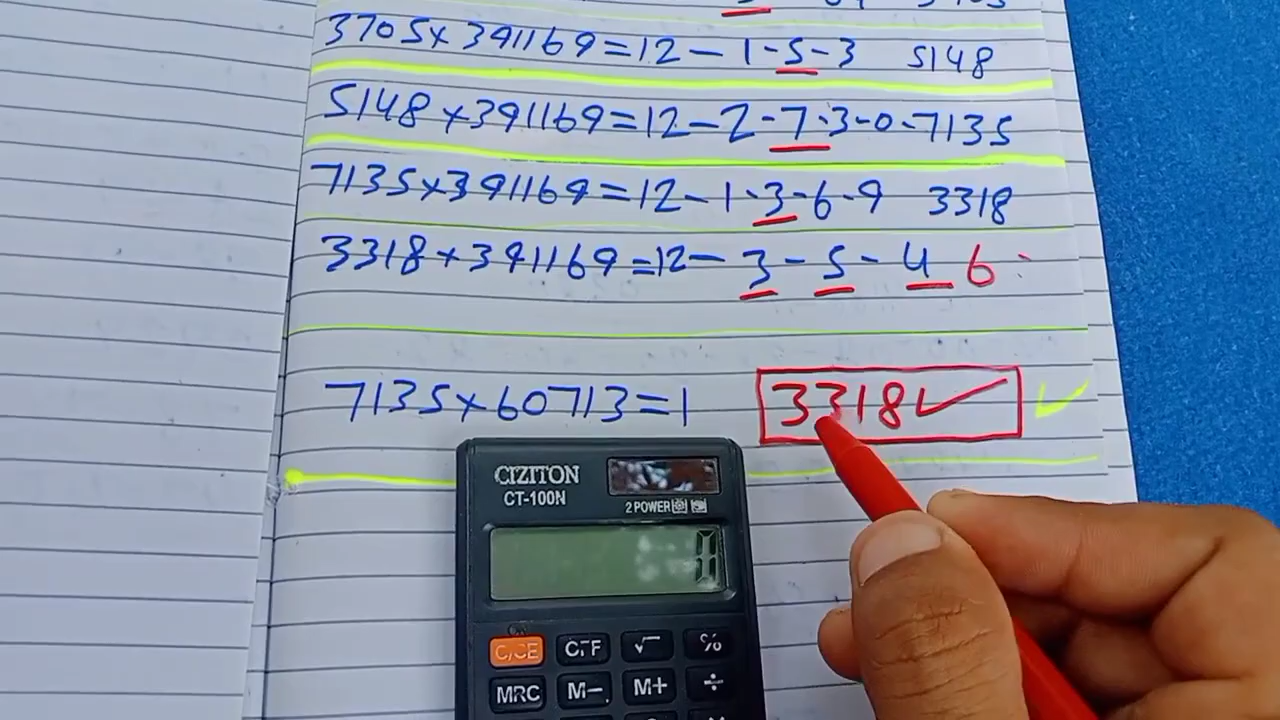 3705×391169=12-1-5-3 5148
5148×391169=12-2-7-3-0-7135
7135×391169=12-1-3-6-9 3318
3318×391169=12-3-5-4 6
7135×60713=1 3318✓ ✓
CIZITON
CT-100N
2 POWER
0
C/CE OFF √ %
MRC M- M+ ÷